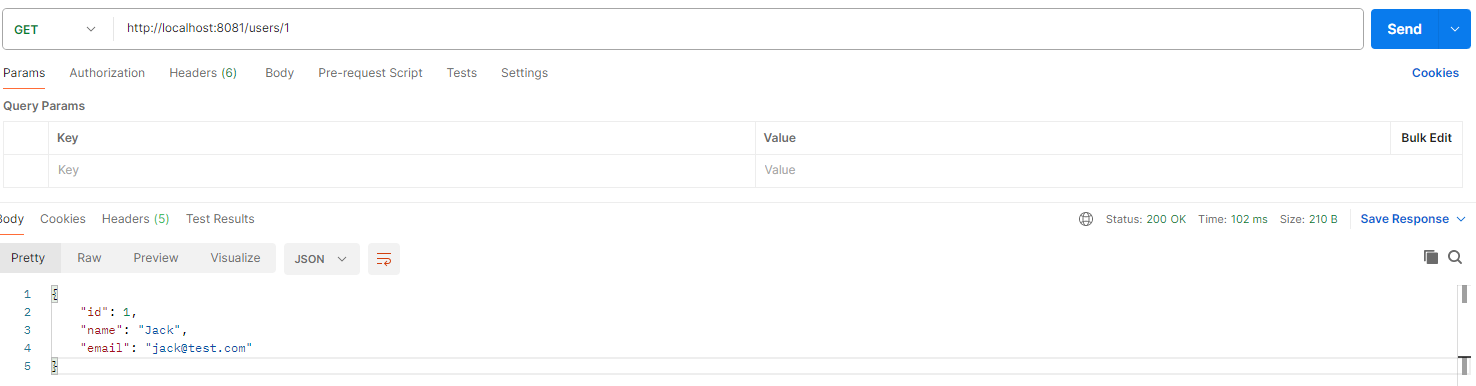 GET http://localhost:8081/users/1 Send
Params Authorization Headers (6) Body Pre-request Script Tests Settings Cookies
Query Params
Key Value Bulk Edit
Key Value
Body Cookies Headers (5) Test Results Status: 200 OK Time: 102 ms Size: 210 B Save Response
Pretty Raw Preview Visualize JSON
1 {
2 "id": 1,
3 "name": "Jack",
4 "email": "jack@test.com"
5 }